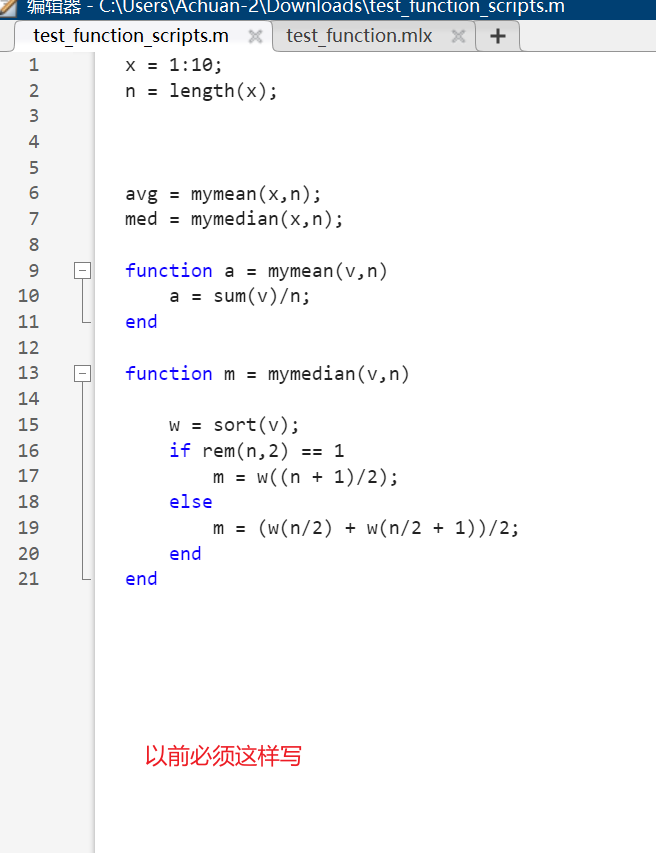 编辑器 - C:\Users\Achuan-2\Downloads\test_function_scripts.m
test_function_scripts.m test_function.mlx
1 x = 1:10;
2 n = length(x);
3
4
5
6 avg = mymean(x,n);
7 med = mymedian(x,n);
8
9 function a = mymean(v,n)
10 a = sum(v)/n;
11 end
12
13 function m = mymedian(v,n)
14
15 w = sort(v);
16 if rem(n,2) == 1
17 m = w((n + 1)/2);
18 else
19 m = (w(n/2) + w(n/2 + 1))/2;
20 end
21 end
以前必须这样写